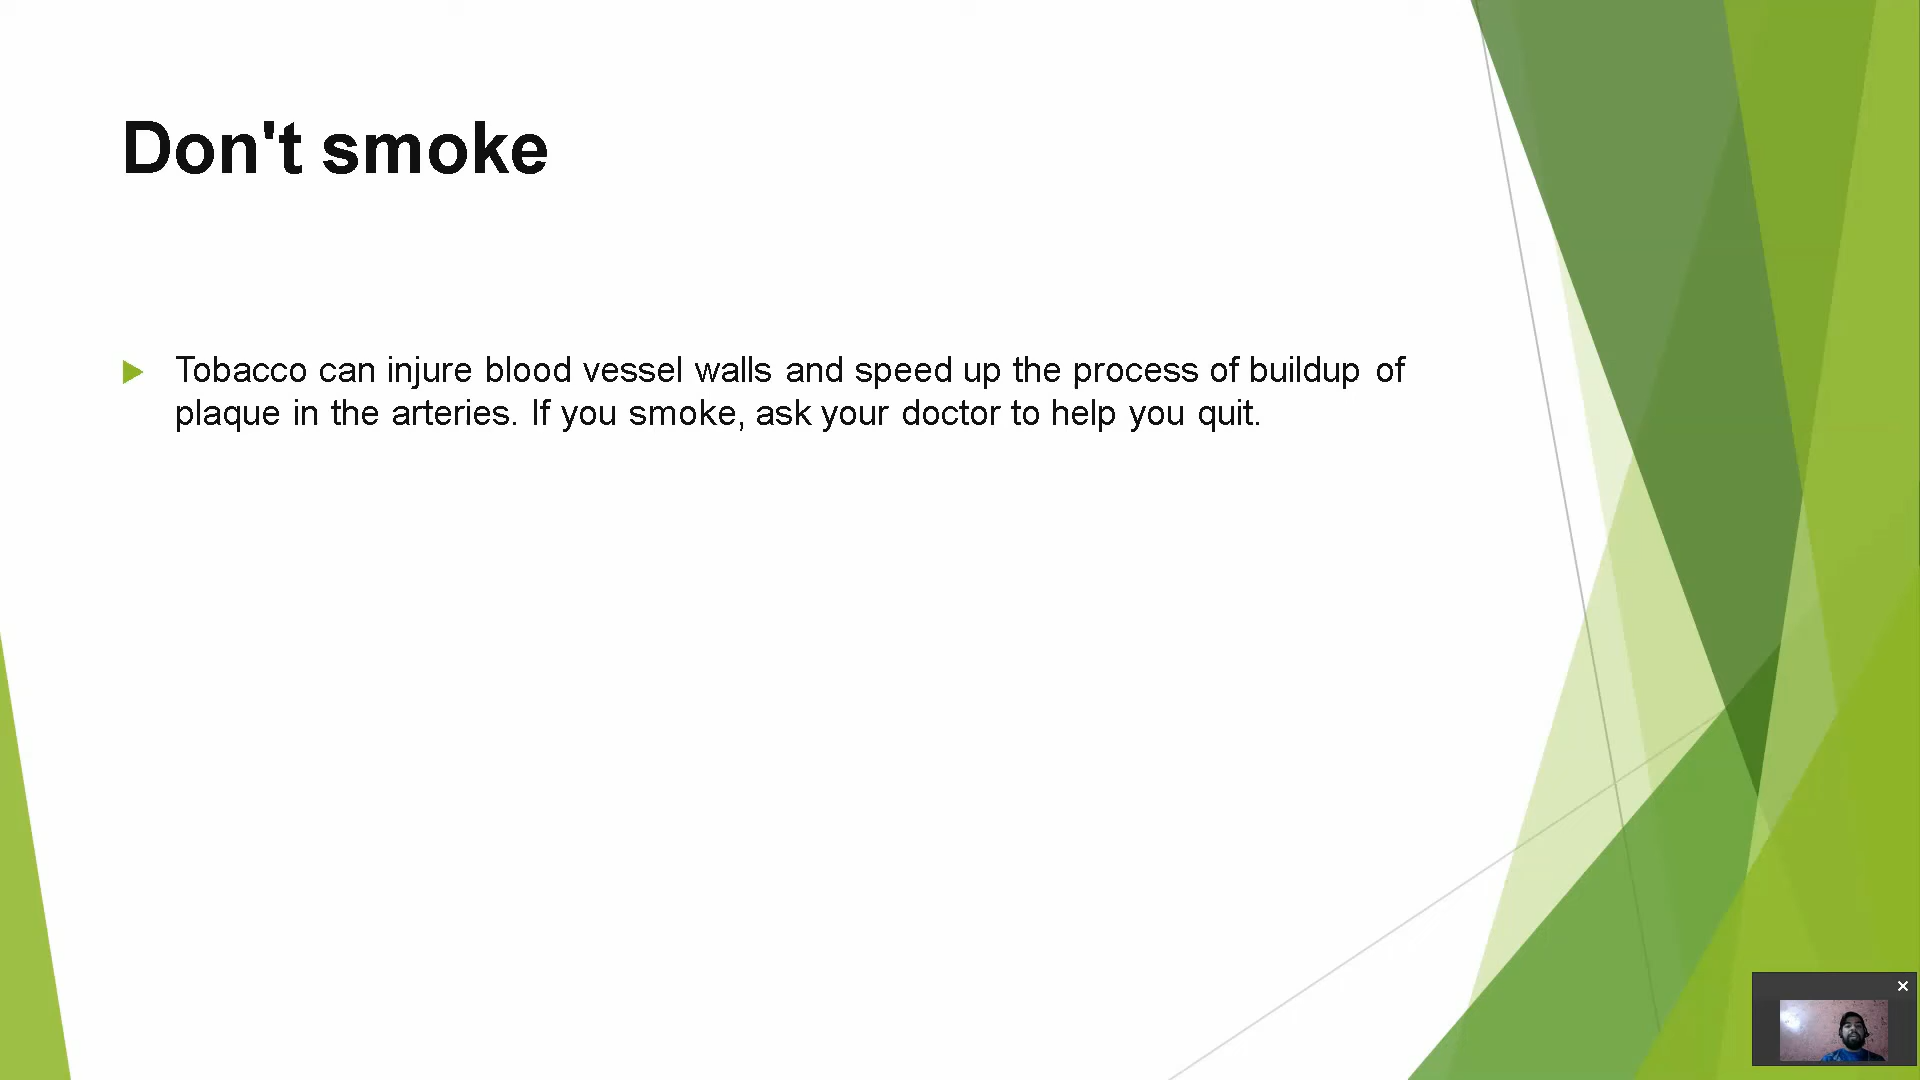 Don't smoke
Tobacco can injure blood vessel walls and speed up the process of buildup of
plaque in the arteries. If you smoke, ask your doctor to help you quit.